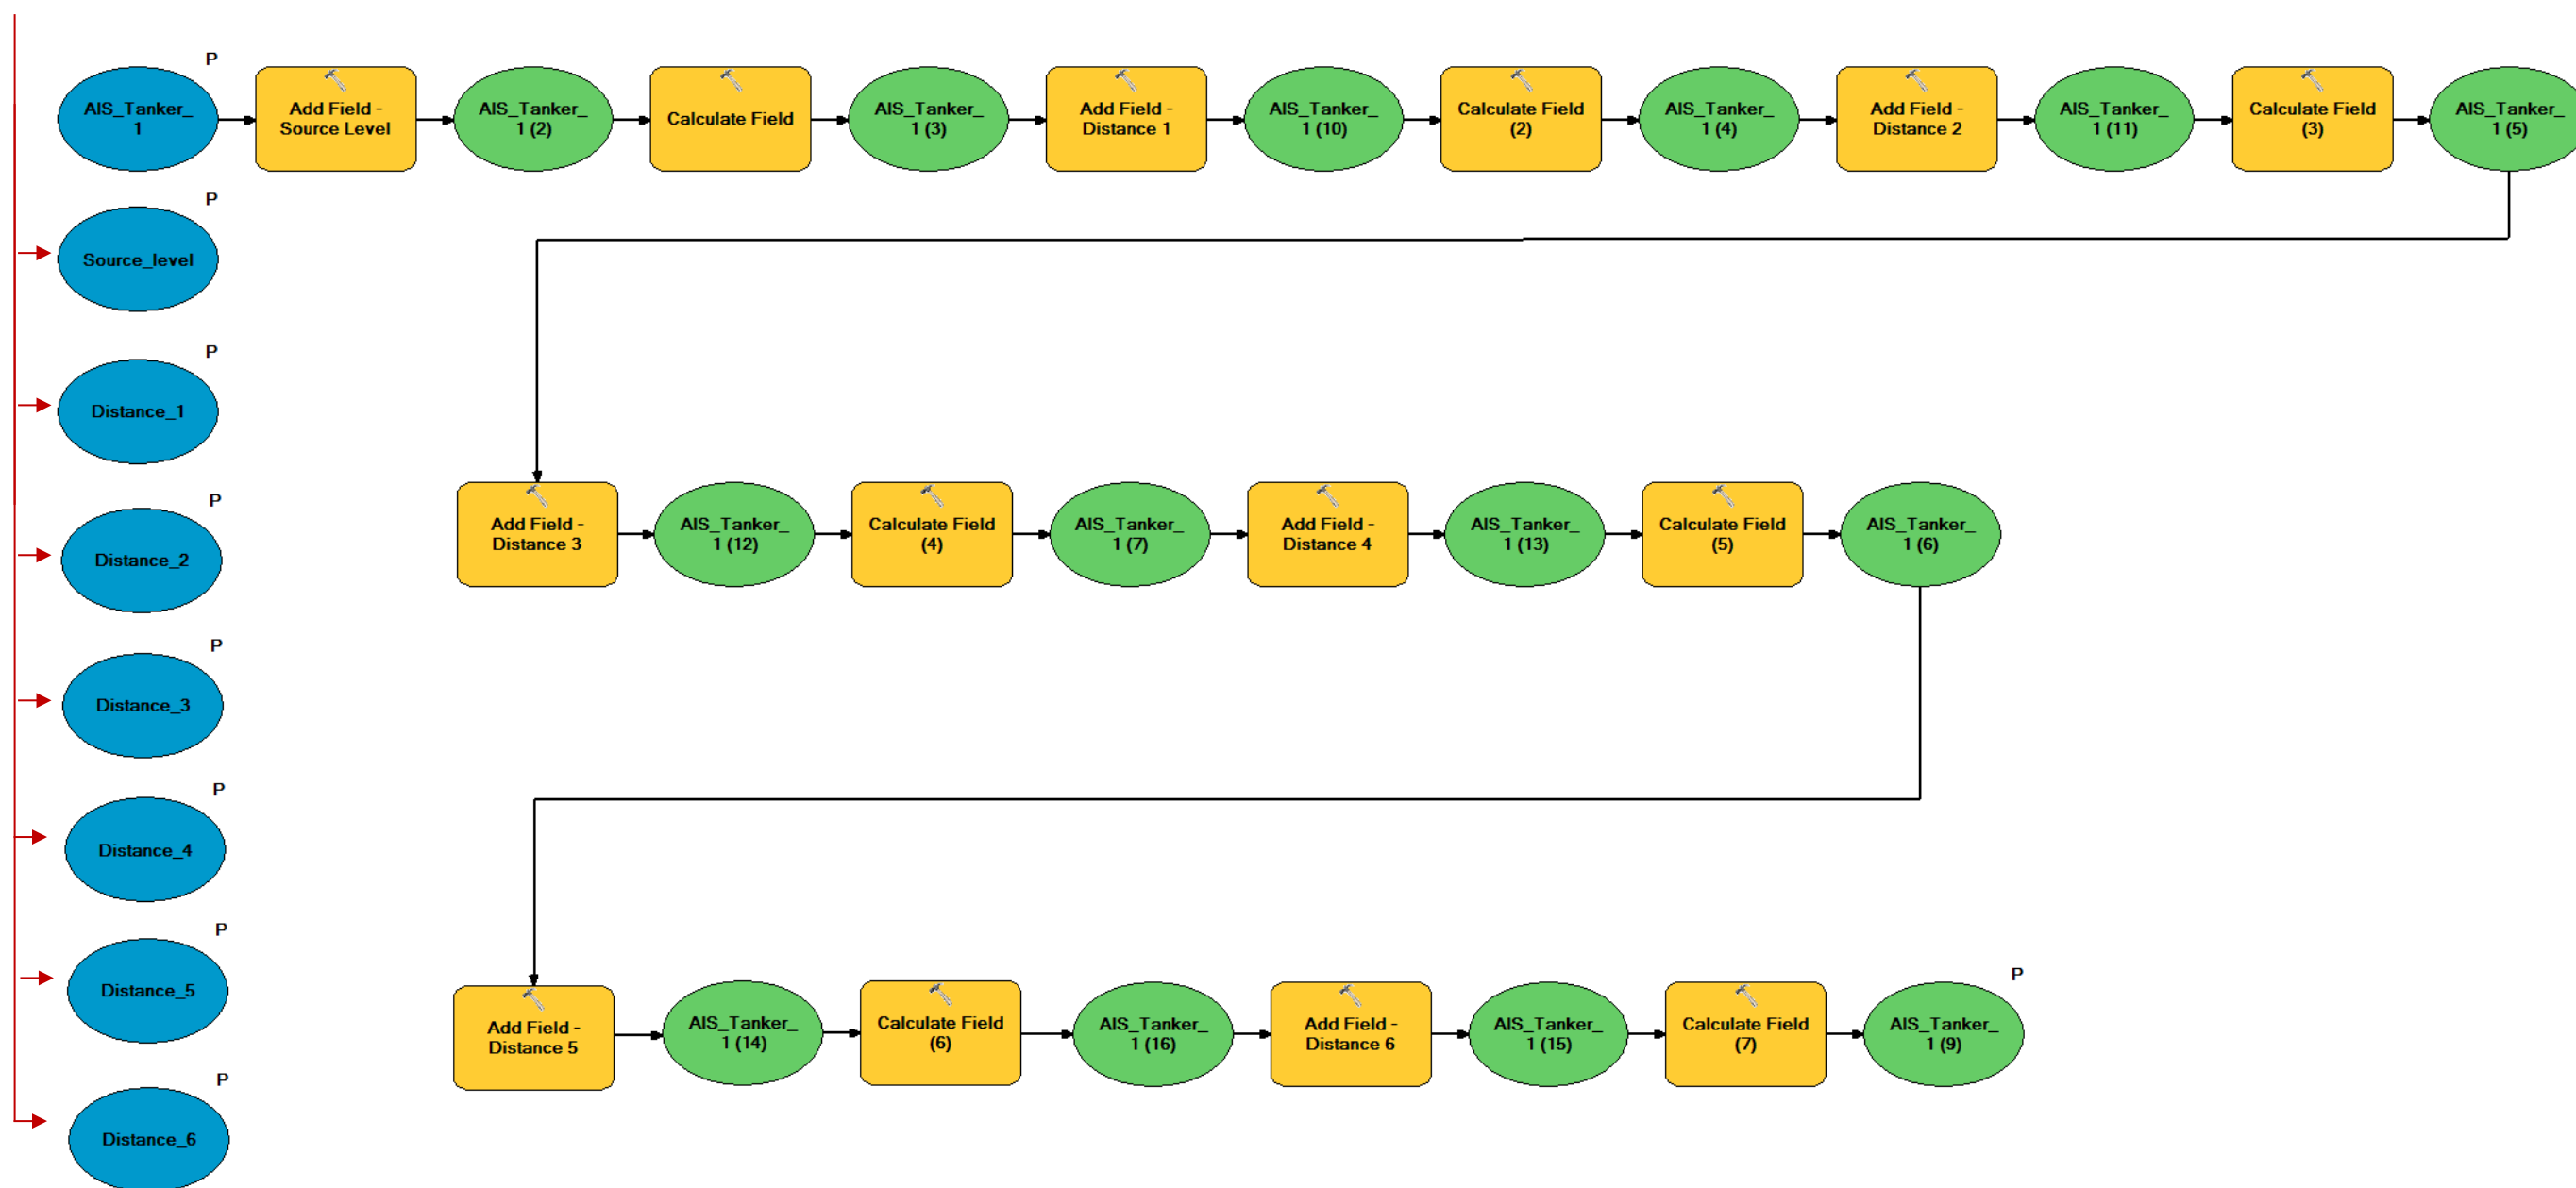 P
AIS_Tanker_
1
Add Field -
Source Level
AIS_Tanker_
1 (2)
Calculate Field
AIS_Tanker_
1 (3)
Add Field -
Distance 1
AIS_Tanker_
1 (10)
Calculate Field
(2)
AIS_Tanker_
1 (4)
Add Field -
Distance 2
AIS_Tanker_
1 (11)
Calculate Field
(3)
AIS_Tanker_
1 (5)
P
Source_level
P
Distance_1
P
Distance_2
Add Field -
Distance 3
AIS_Tanker_
1 (12)
Calculate Field
(4)
AIS_Tanker_
1 (7)
Add Field -
Distance 4
AIS_Tanker_
1 (13)
Calculate Field
(5)
AIS_Tanker_
1 (6)
P
Distance_3
P
Distance_4
P
Distance_5
Add Field -
Distance 5
AIS_Tanker_
1 (14)
Calculate Field
(6)
AIS_Tanker_
1 (16)
Add Field -
Distance 6
AIS_Tanker_
1 (15)
Calculate Field
(7)
P
AIS_Tanker_
1 (9)
P
Distance_6